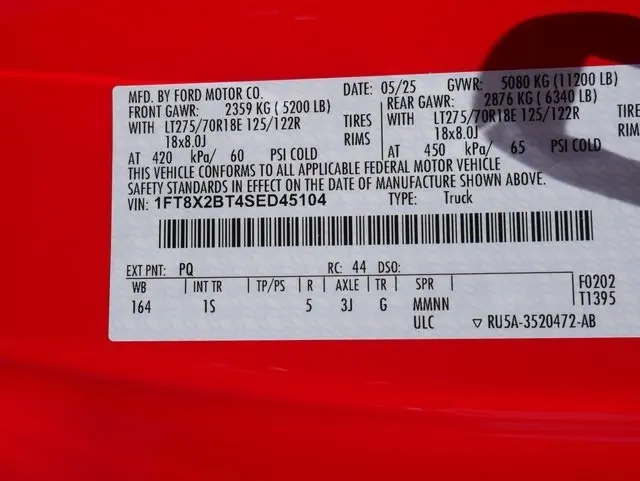 MFD. BY FORD MOTOR CO. DATE: 05/25 GVWR: 5080 KG (11200 LB)
FRONT GAWR: 2359 KG (5200 LB) REAR GAWR: 2876 KG (6340 LB)
WITH LT275/70R18E 125/122R TIRES WITH LT275/70R18E 125/122R TIRES
18x8.0J RIMS 18x8.0J RIMS
AT 420 kPa/ 60 PSI COLD AT 450 kPa/ 65 PSI COLD
THIS VEHICLE CONFORMS TO ALL APPLICABLE FEDERAL MOTOR VEHICLE
SAFETY STANDARDS IN EFFECT ON THE DATE OF MANUFACTURE SHOWN ABOVE.
VIN: 1FT8X2BT4SED45104 TYPE: Truck
EXT PNT: PQ RC: 44 DSO:
WB INT TR TP/PS R AXLE TR SPR F0202
164 1S 5 3J G MMNN T1395
ULC ▽ RU5A-3520472-AB